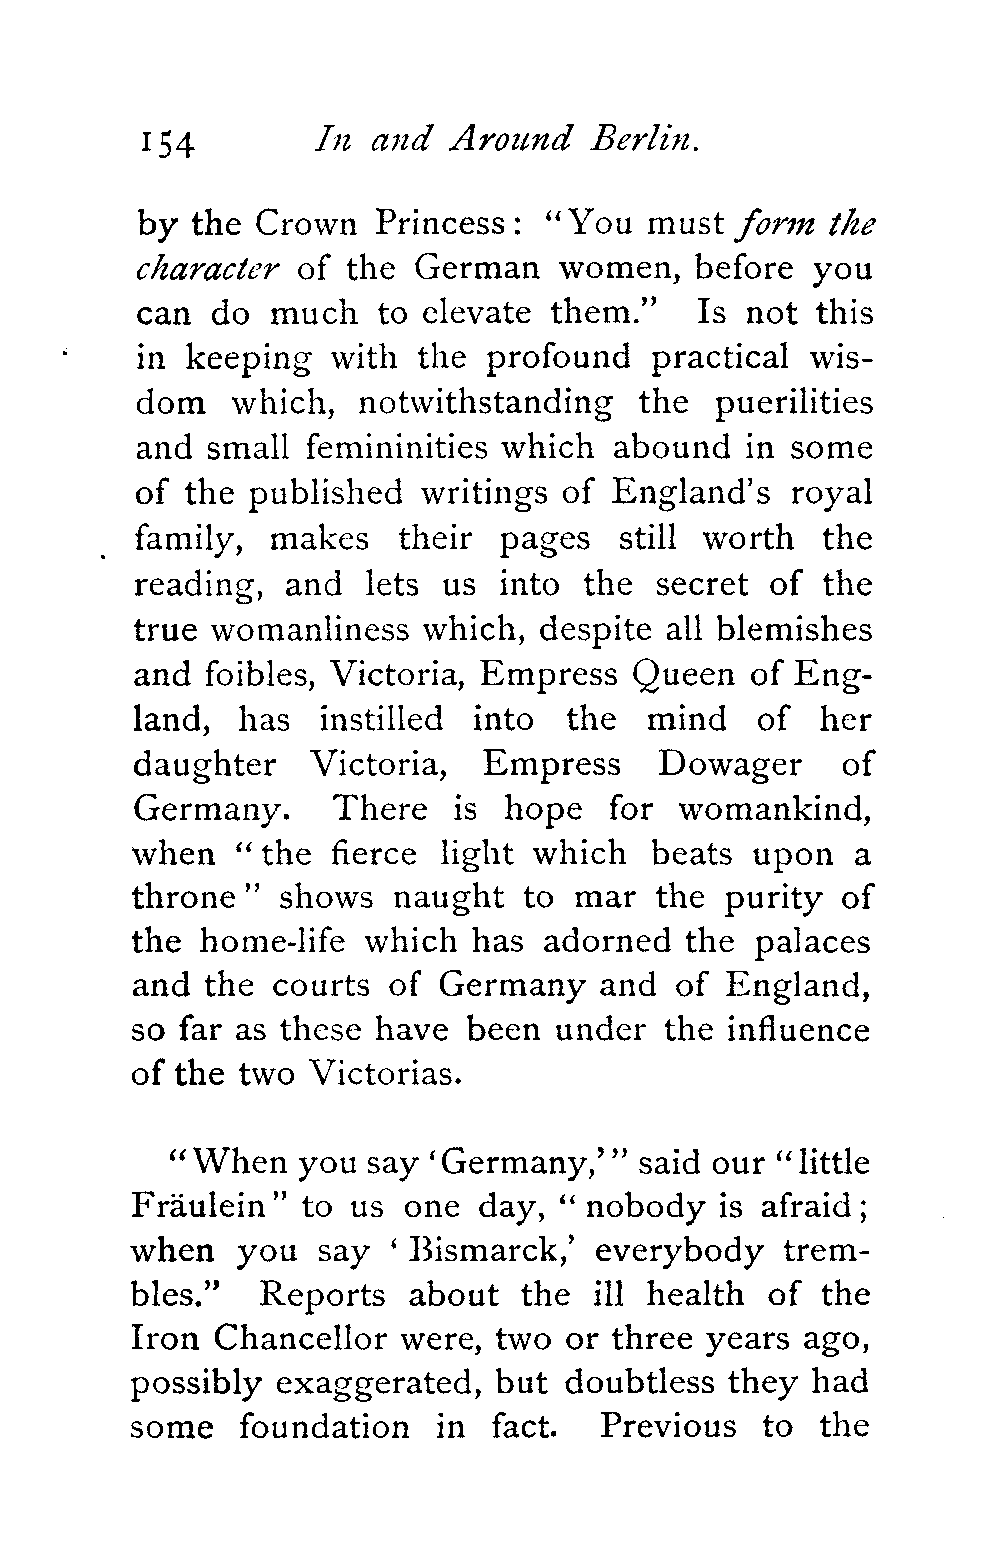 154 In and Around Berlin.
by the Crown Princess: "You must form the
character of the German women, before you
can do much to elevate them." Is not this
in keeping with the profound practical wis-
dom which, notwithstanding the puerilities
and small femininities which abound in some
of the published writings of England's royal
family, makes their pages still worth the
reading, and lets us into the secret of the
true womanliness which, despite all blemishes
and foibles, Victoria, Empress Queen of Eng-
land, has instilled into the mind of her
daughter Victoria, Empress Dowager of
Germany. There is hope for womankind,
when "the fierce light which beats upon a
throne" shows naught to mar the purity of
the home-life which has adorned the palaces
and the courts of Germany and of England,
so far as these have been under the influence
of the two Victorias.
"When you say 'Germany,'" said our "little
Fräulein" to us one day, "nobody is afraid;
when you say 'Bismarck,' everybody trem-
bles." Reports about the ill health of the
Iron Chancellor were, two or three years ago,
possibly exaggerated, but doubtless they had
some foundation in fact. Previous to the